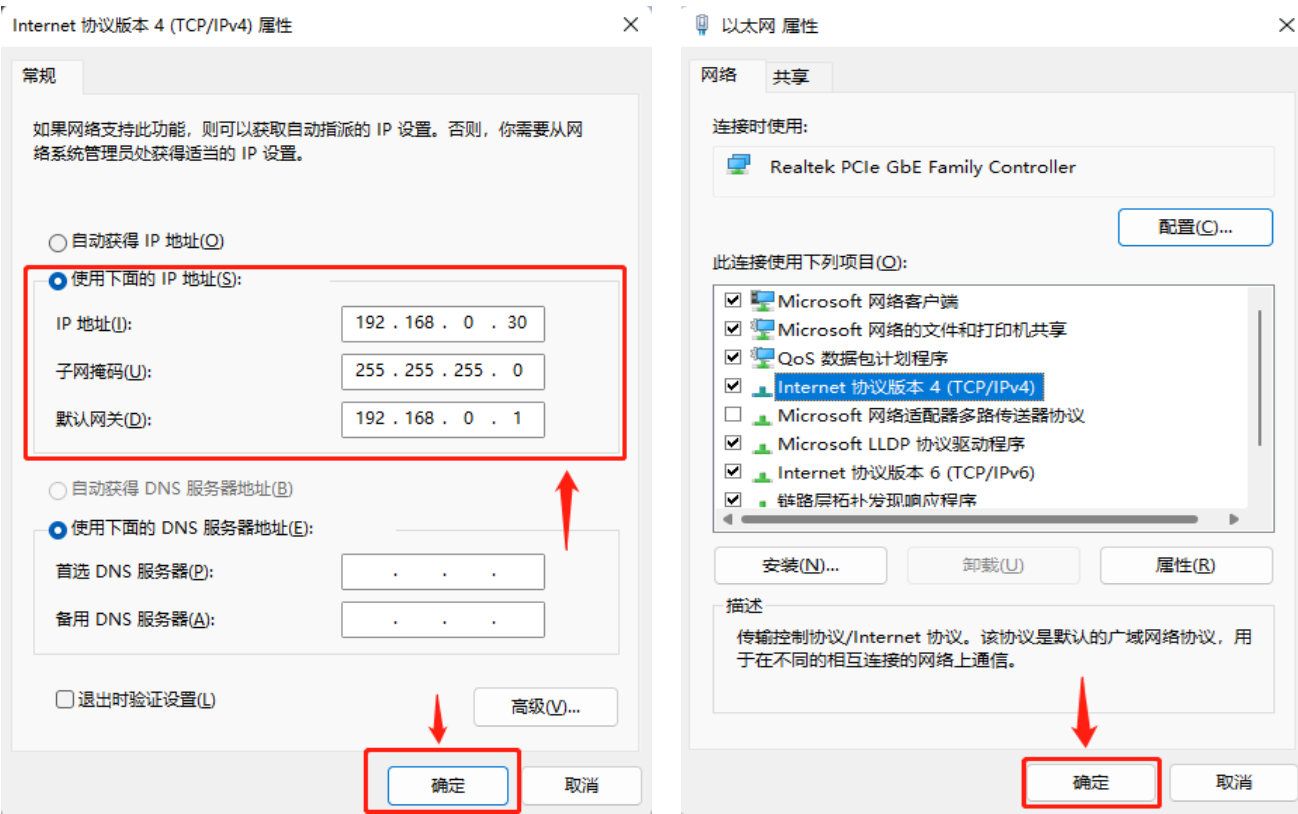 Internet 协议版本 4 (TCP/IPv4) 属性
常规
如果网络支持此功能，则可以获取自动指派的 IP 设置。否则，你需要从网
络系统管理员处获得适当的 IP 设置。
自动获得 IP 地址(O)
使用下面的 IP 地址(S):
IP 地址(I):
192 . 168 . 0 . 30
子网掩码(U):
255 . 255 . 255 . 0
默认网关(D):
192 . 168 . 0 . 1
自动获得 DNS 服务器地址(B)
使用下面的 DNS 服务器地址(E):
首选 DNS 服务器(P):
. . .
备用 DNS 服务器(A):
. . .
退出时验证设置(L)
高级(V)...
确定
取消
以太网 属性
网络
共享
连接时使用:
Realtek PCIe GbE Family Controller
配置(C)...
此连接使用下列项目(O):
Microsoft 网络客户端
Microsoft 网络的文件和打印机共享
QoS 数据包计划程序
Internet 协议版本 4 (TCP/IPv4)
Microsoft 网络适配器多路传送器协议
Microsoft LLDP 协议驱动程序
Internet 协议版本 6 (TCP/IPv6)
链路层拓扑发现响应程序
安装(N)...
卸载(U)
属性(R)
描述
传输控制协议/Internet 协议。该协议是默认的广域网络协议，用
于在不同的相互连接的网络上通信。
确定
取消